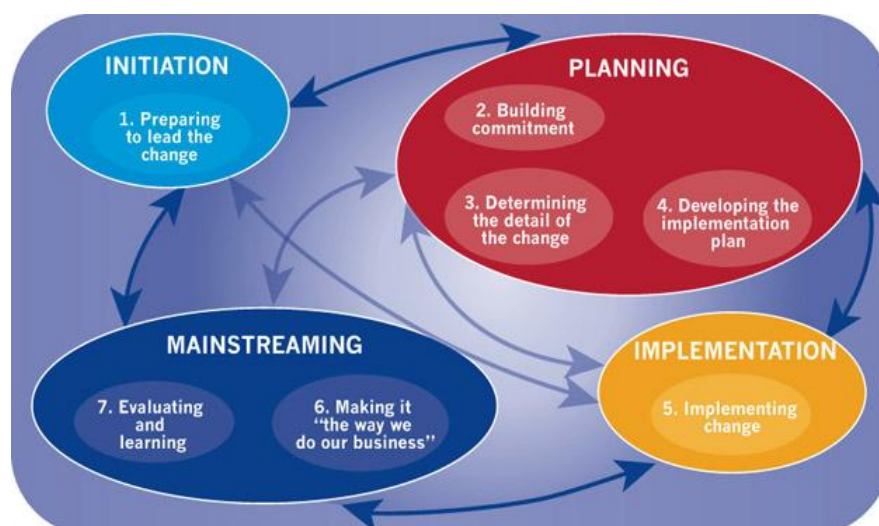 INITIATION
1. Preparing
to lead the
change
PLANNING
2. Building
commitment
3. Determining
the detail of
the change
4. Developing the
implementation
plan
MAINSTREAMING
7. Evaluating
and
learning
6. Making it
“the way we
do our business”
IMPLEMENTATION
5. Implementing
change